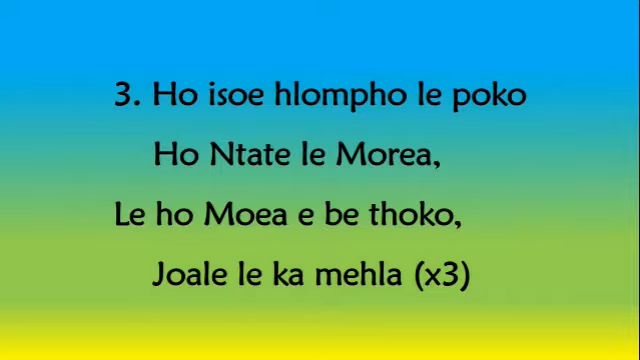 3. Ho isoe hlompho le poko
Ho Ntate le Morea,
Le ho Moea e be thoko,
Joale le ka mehla (x3)